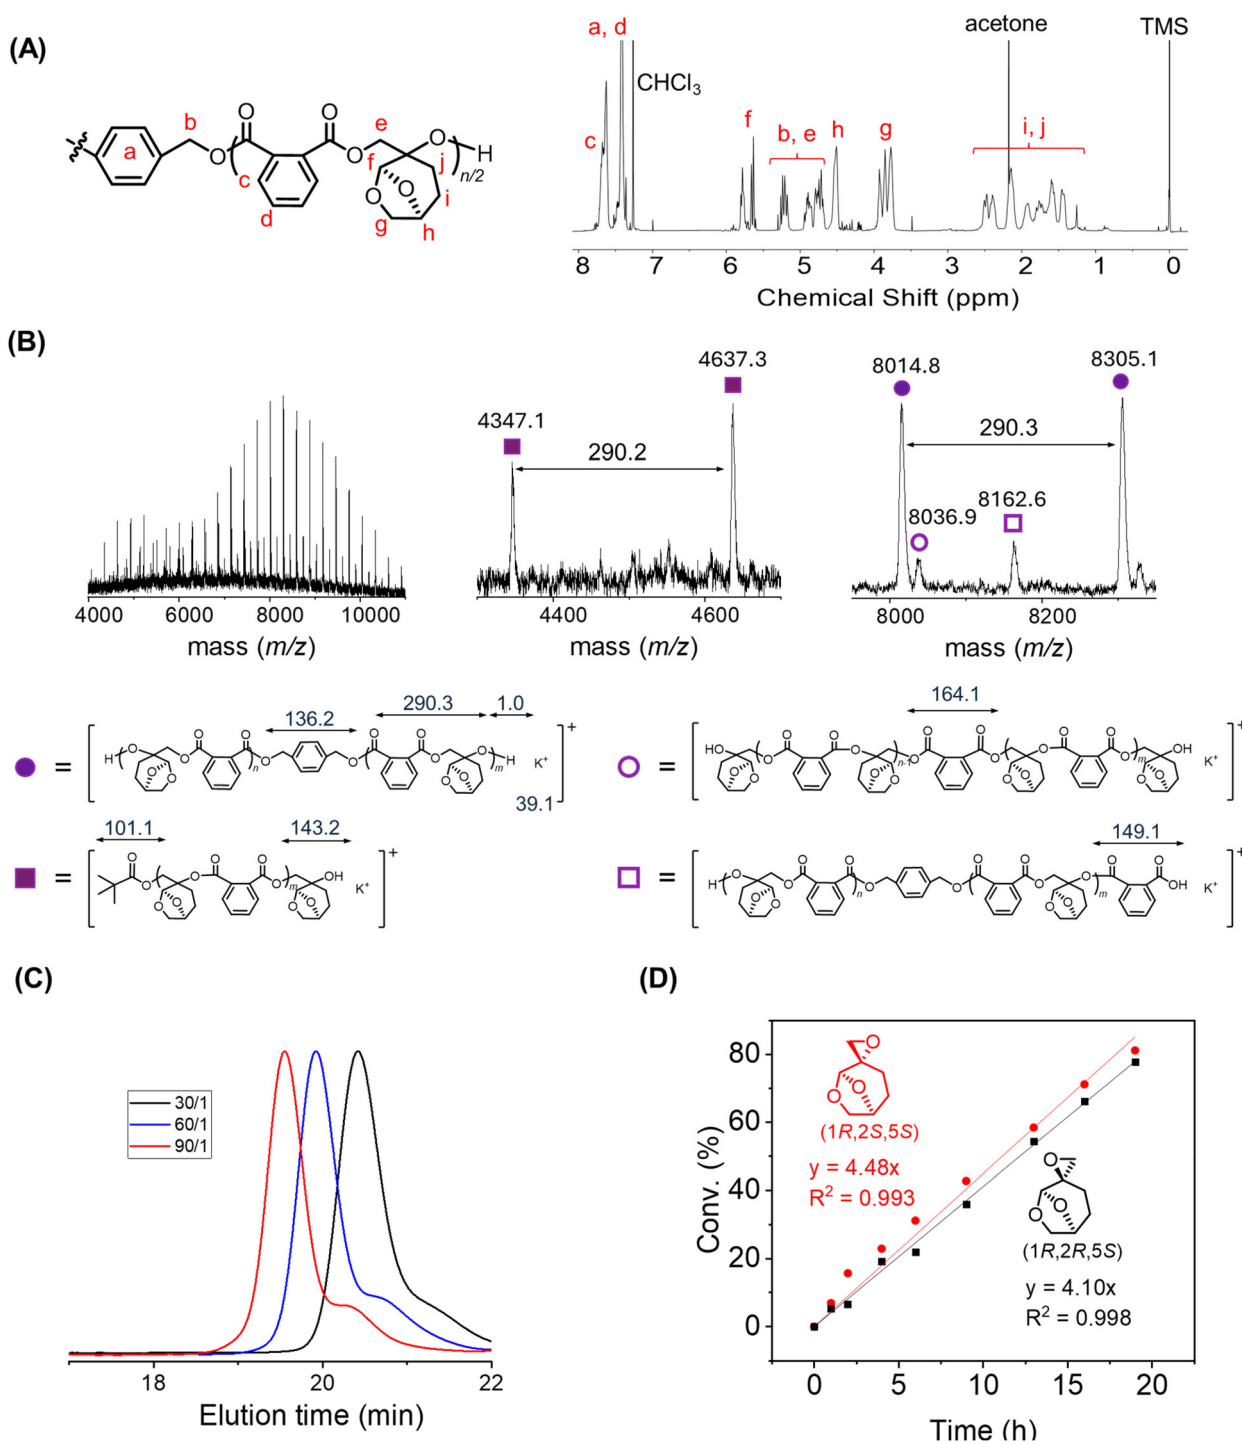 (A)
a, d
acetone
TMS
CHCl3
b
O
O
e
O
H
a
O
O
n/2
f
j
c
O
O
i
d
g
h
c
f
b, e
h
g
i, j
8 7 6 5 4 3 2 1 0
Chemical Shift (ppm)
(B)
4347.1
4637.3
290.2
8014.8
8305.1
290.3
8036.9
8162.6
4000 6000 8000 10000
mass (m/z)
4400 4600
mass (m/z)
8000 8200
mass (m/z)
136.2
290.3
1.0
=
H
n
m
H
K+
39.1
+
164.1
=
HO
n-1
m
OH
K+
+
101.1
143.2
=
m
OH
K+
+
149.1
=
H
n
m
OH
K+
+
(C)
30/1
60/1
90/1
18 20 22
Elution time (min)
(D)
Conv. (%)
80
60
40
20
0
(1R,2S,5S)
y = 4.48x
R2 = 0.993
(1R,2R,5S)
y = 4.10x
R2 = 0.998
0 5 10 15 20
Time (h)